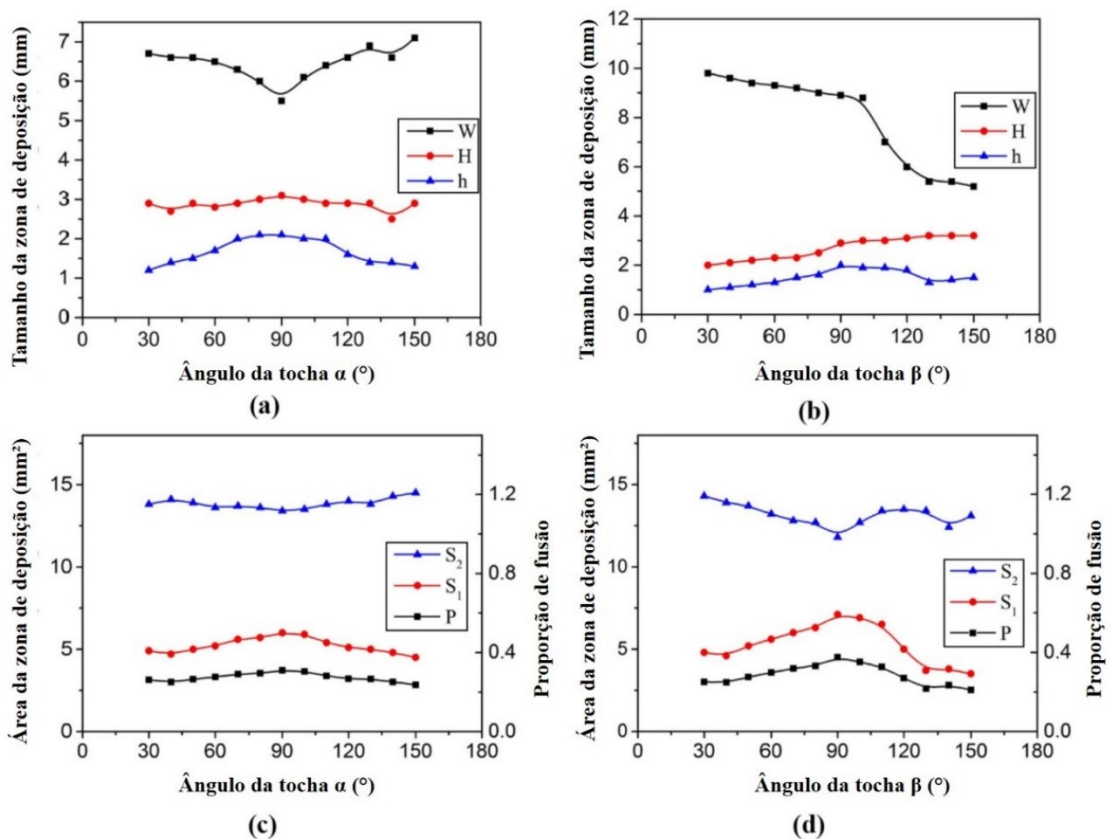 Tamanho da zona de deposição (mm)
7
6
5
4
3
2
1
0
W
H
h
0 30 60 90 120 150 180
Ângulo da tocha α (°)
(a)
Tamanho da zona de deposição (mm)
12
10
8
6
4
2
0
W
H
h
0 30 60 90 120 150 180
Ângulo da tocha β (°)
(b)
Área da zona de deposição (mm²)
15
10
5
0
S₂
S₁
P
1.2
0.8
0.4
0.0
Proporção de fusão
0 30 60 90 120 150 180
Ângulo da tocha α (°)
(c)
Área da zona de deposição (mm²)
15
10
5
0
S₂
S₁
P
1.2
0.8
0.4
0.0
Proporção de fusão
0 30 60 90 120 150 180
Ângulo da tocha β (°)
(d)